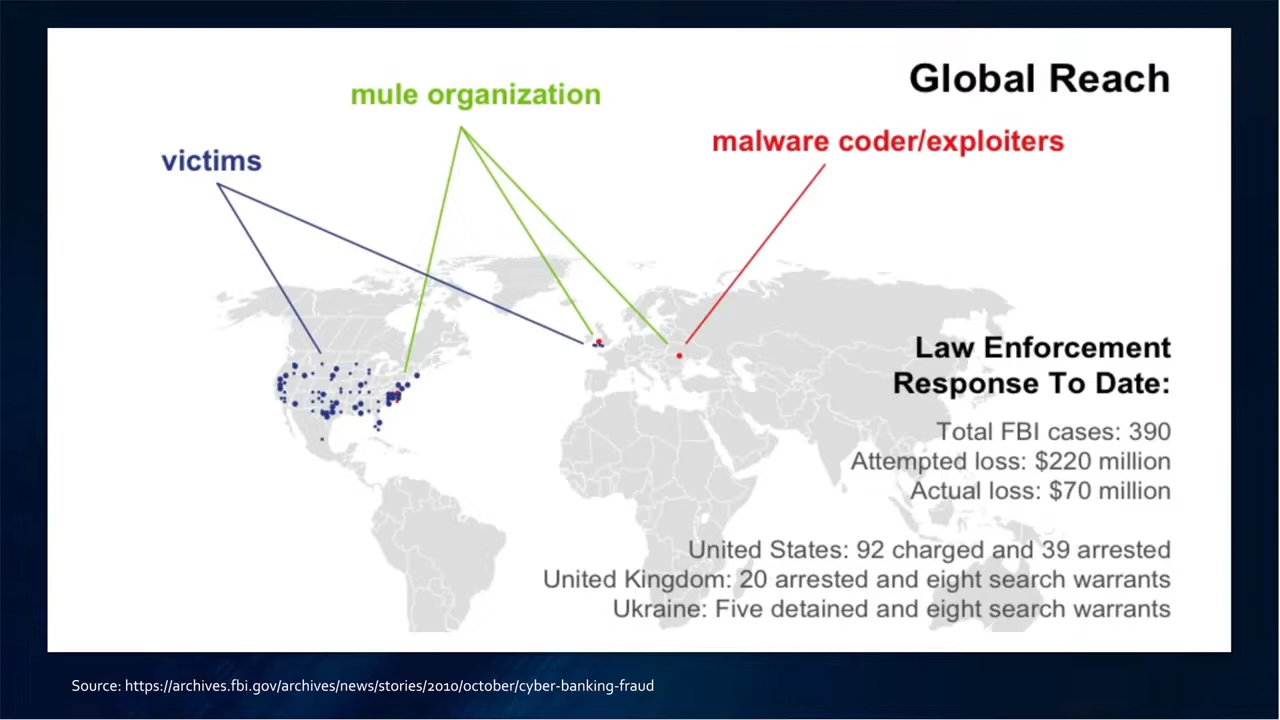 Global Reach
mule organization
malware coder/exploiters
victims
Law Enforcement
Response To Date:
Total FBI cases: 390
Attempted loss: $220 million
Actual loss: $70 million
United States: 92 charged and 39 arrested
United Kingdom: 20 arrested and eight search warrants
Ukraine: Five detained and eight search warrants
Source: https://archives.fbi.gov/archives/news/stories/2010/october/cyber-banking-fraud